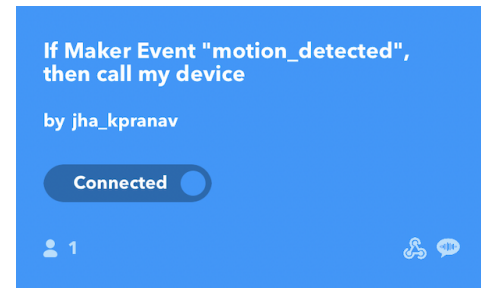 If Maker Event "motion_detected",
then call my device
by jha_kpranav
Connected
1